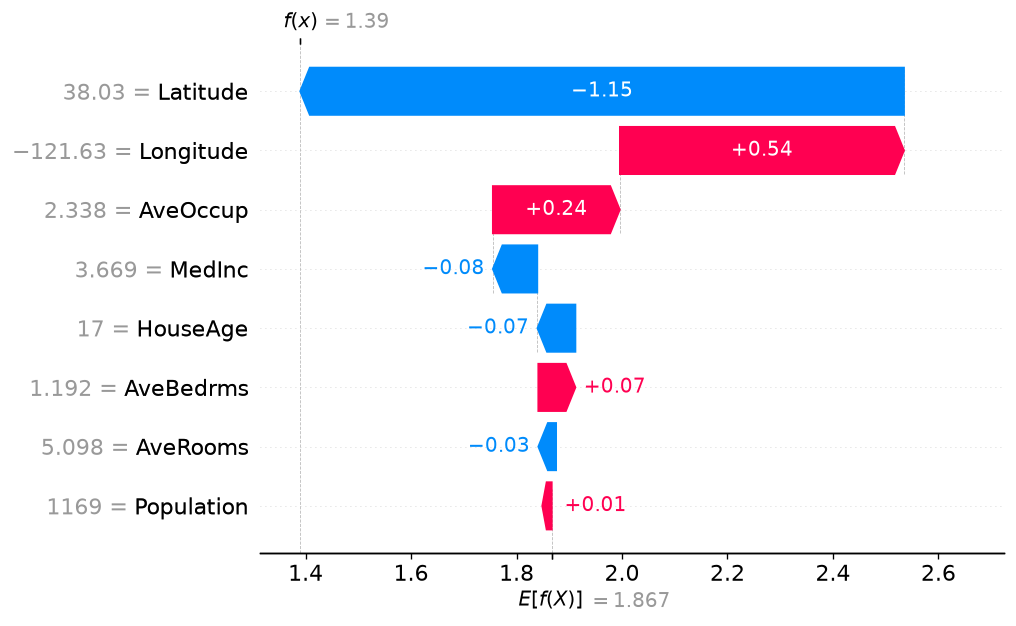 f(x) = 1.39
38.03 = Latitude −1.15
−121.63 = Longitude +0.54
2.338 = AveOccup +0.24
3.669 = MedInc −0.08
17 = HouseAge −0.07
1.192 = AveBedrms +0.07
5.098 = AveRooms −0.03
1169 = Population +0.01
1.4 1.6 1.8 2.0 2.2 2.4 2.6
E[f(X)] = 1.867